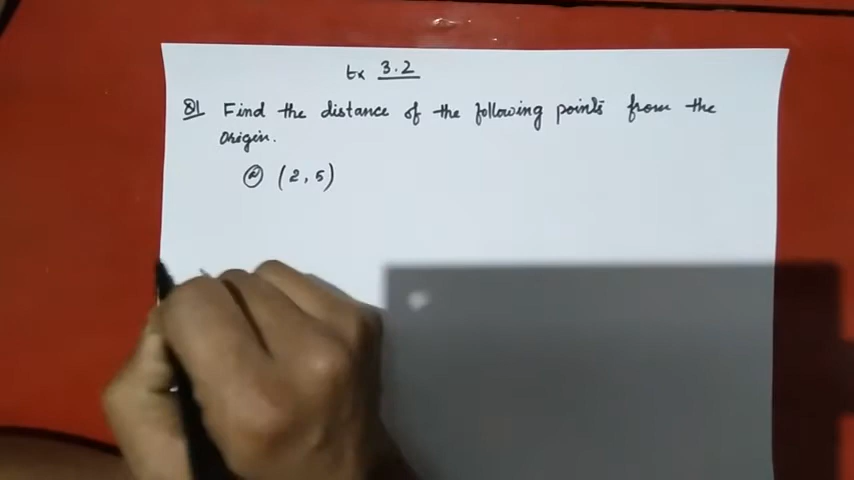 Ex 3.2
Q1 Find the distance of the following points from the
Origin.
(a) (2, 5)